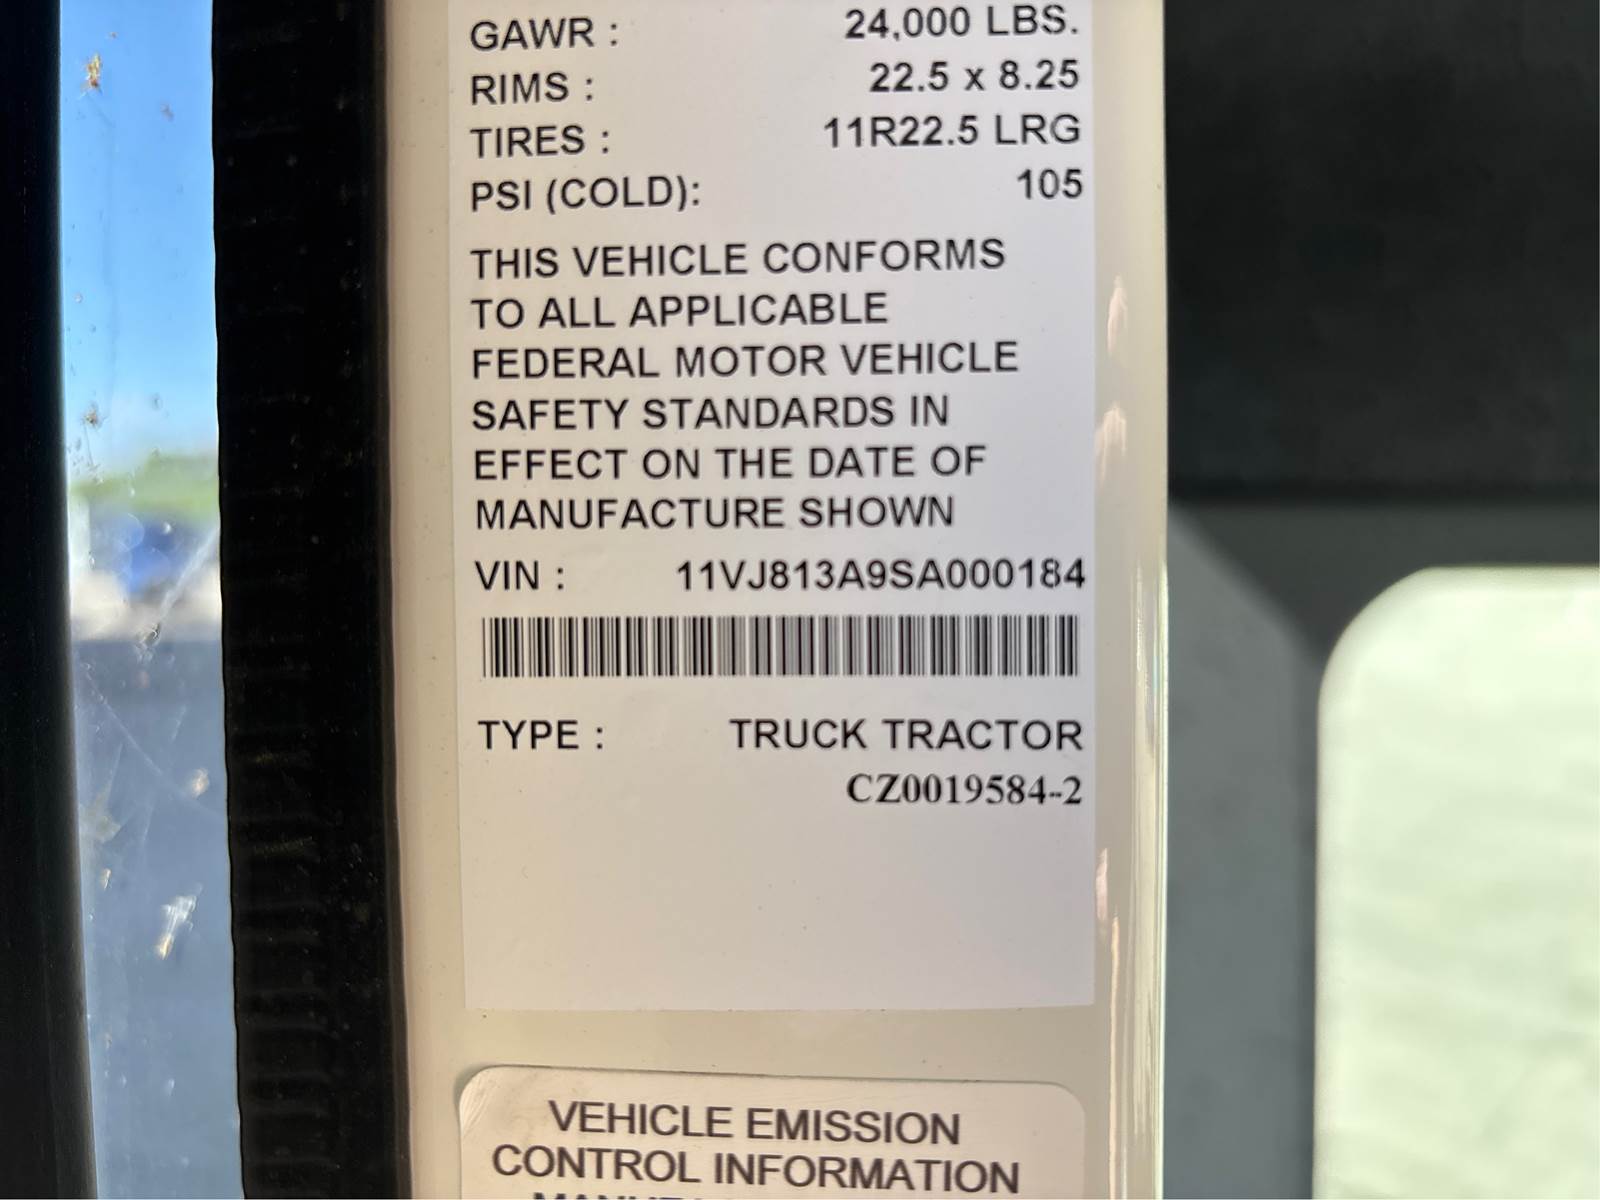 GAWR : 24,000 LBS.
RIMS : 22.5 x 8.25
TIRES : 11R22.5 LRG
PSI (COLD): 105
THIS VEHICLE CONFORMS
TO ALL APPLICABLE
FEDERAL MOTOR VEHICLE
SAFETY STANDARDS IN
EFFECT ON THE DATE OF
MANUFACTURE SHOWN
VIN : 11VJ813A9SA000184
TYPE : TRUCK TRACTOR
CZ0019584-2
VEHICLE EMISSION
CONTROL INFORMATION